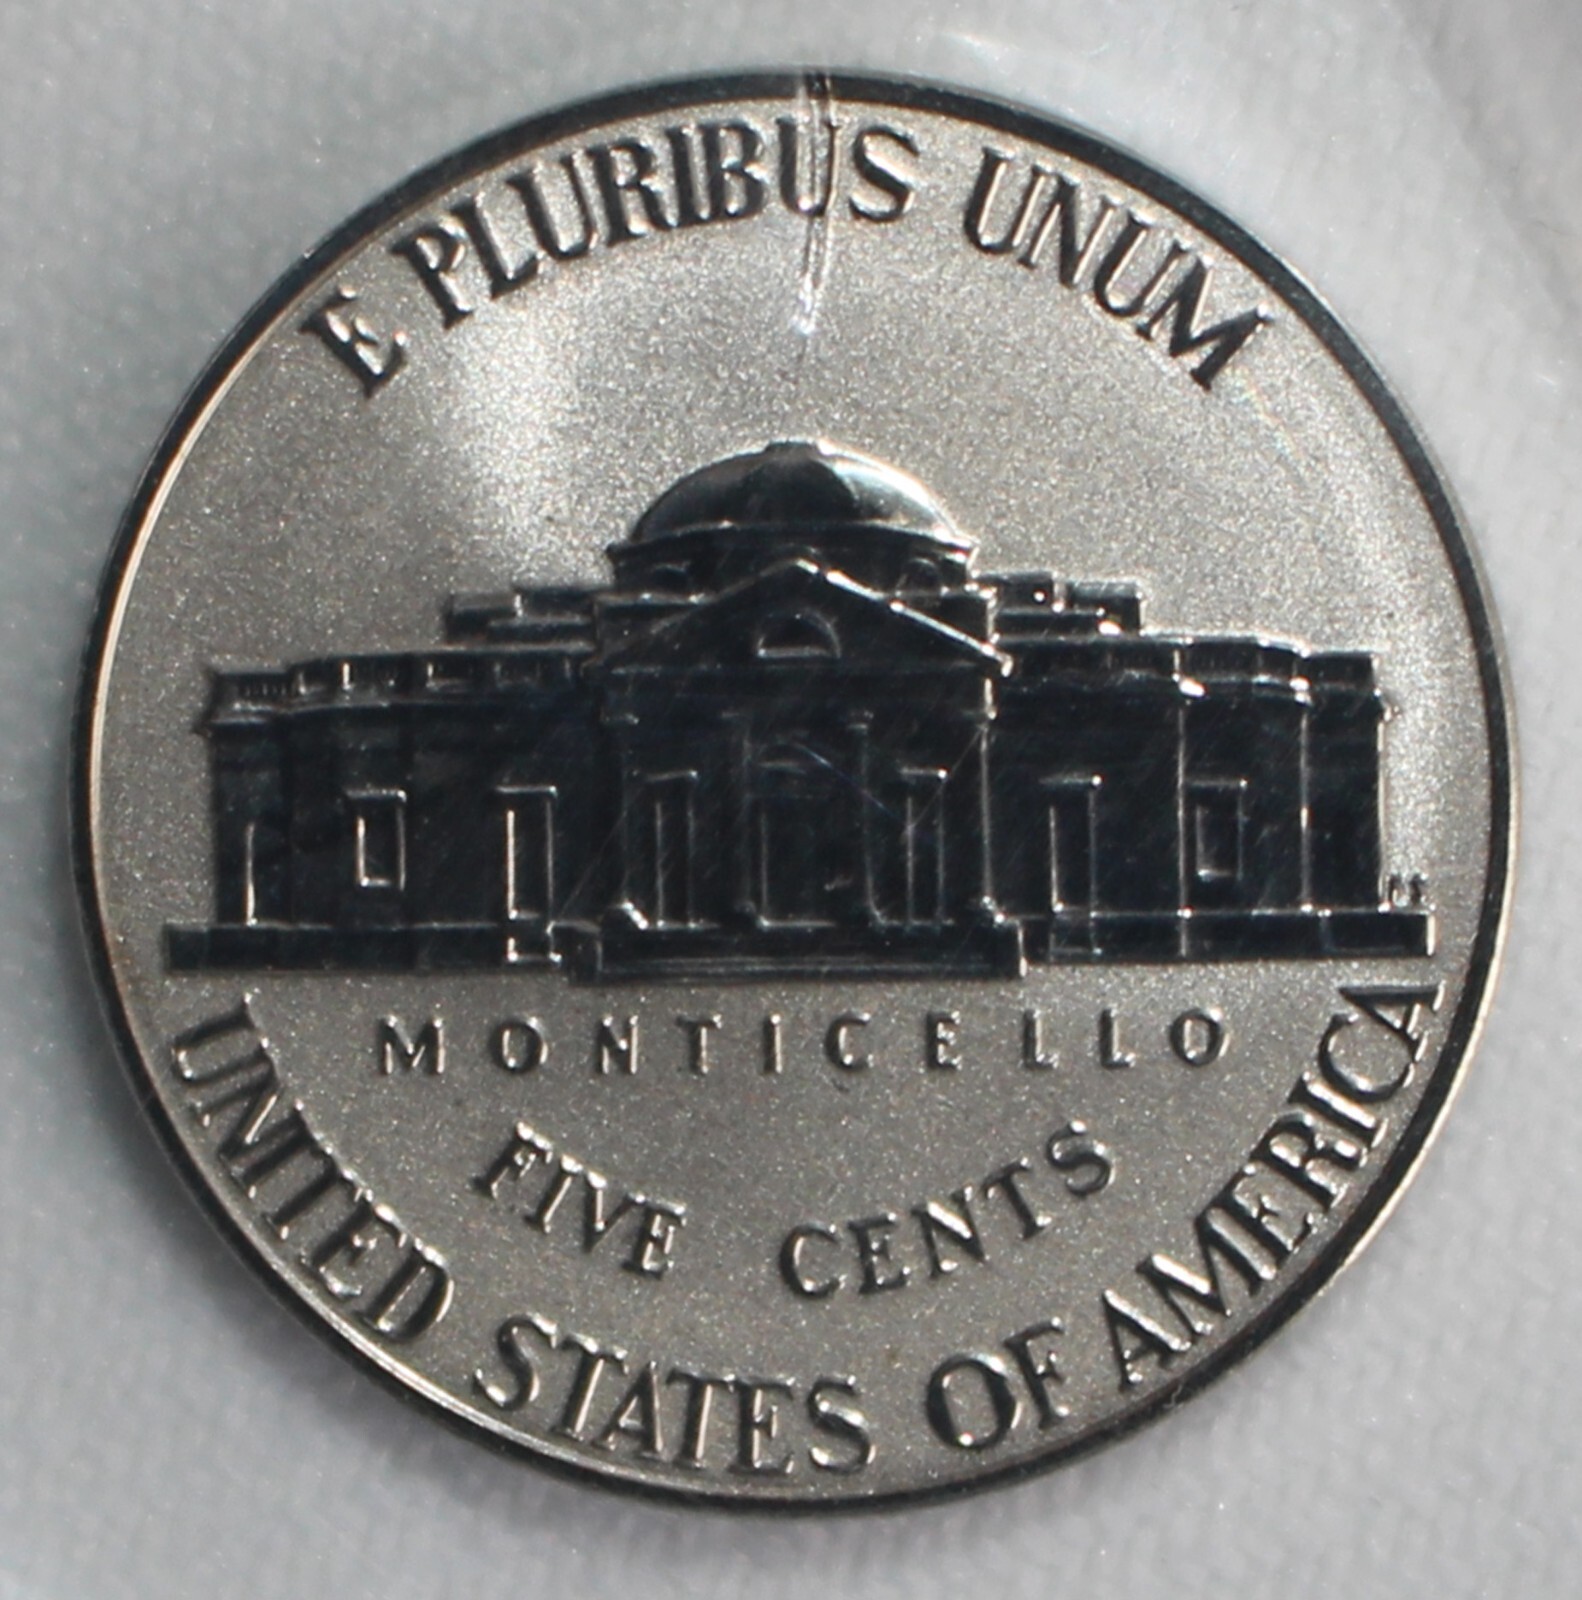 E PLURIBUS UNUM
MONTICELLO
FIVE CENTS
UNITED STATES OF AMERICA